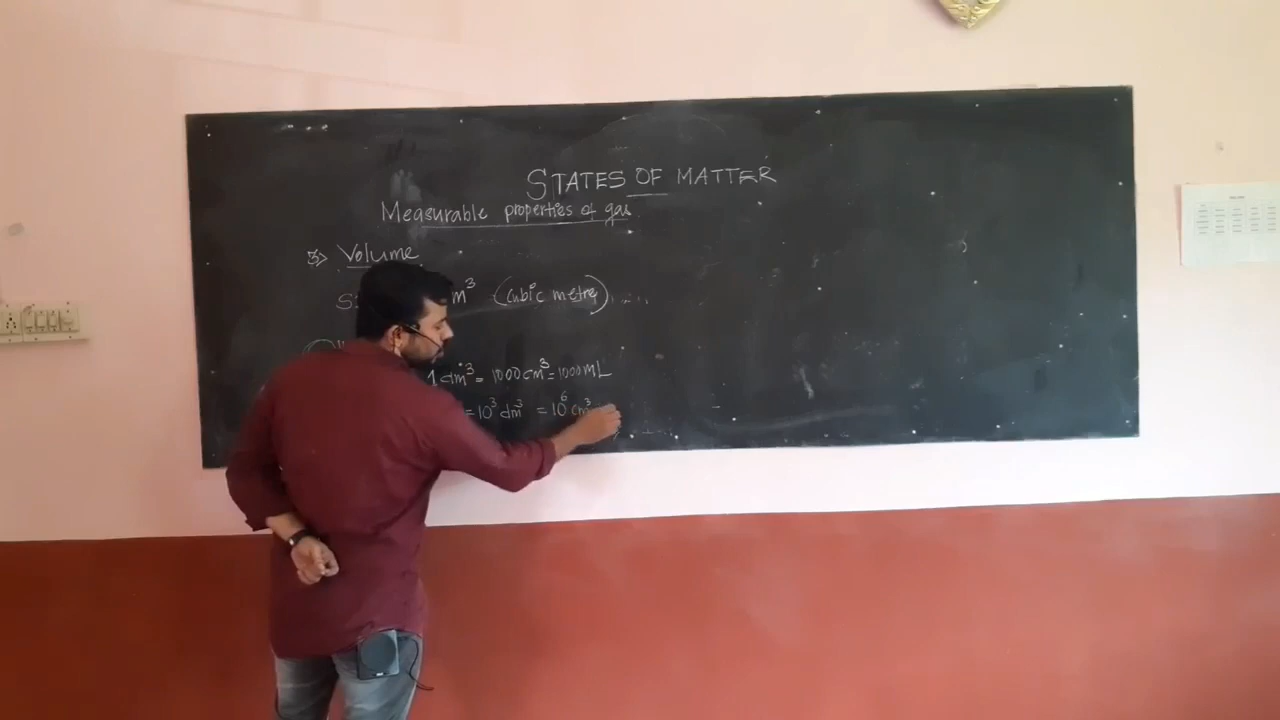 STATES OF MATTER
Measurable properties of gas
3> Volume
m³ (cubic metre)
1 dm³ = 1000 cm³ = 1000 mL
= 10³ dm³ = 10⁶ cm³